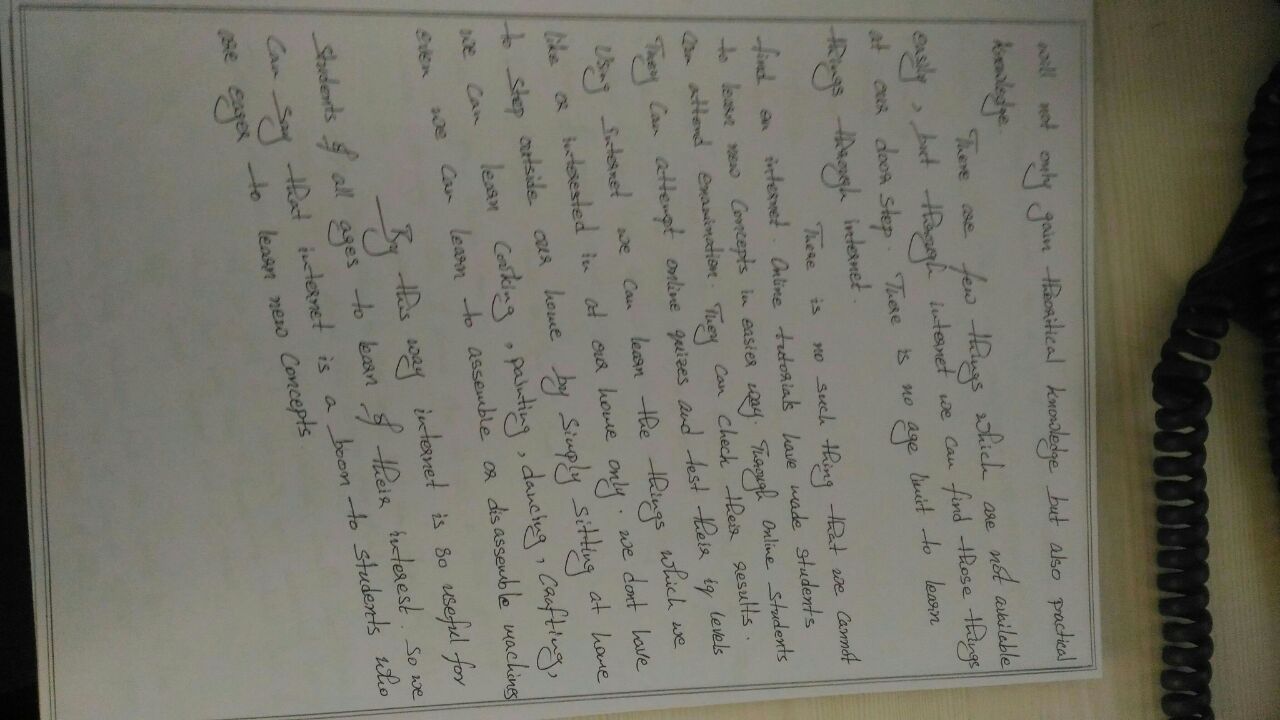 will not only gain theoritical knowledge but also practical
knowledge.
There are few things which are not available
easily, but through internet we can find those things
at our door step. There is no age limit to learn
things through internet.
There is no such thing that we cannot
find on internet. Online tutorials have made students
to learn new concepts in easier way. Through online students
can attend examination. They can check their results.
They can attempt online quizes and test their iq levels
Using internet we can learn the things which we
like or interested in at our home only. we dont have
to step outside our home by simply sitting at home
we can learn cooking, painting, dancing, caufting,
even we can learn to assemble or disassemble machines
By this way internet is so useful for
students of all ages to learn of their interest. So we
can say that internet is a boom to students who
are eager to learn new concepts.